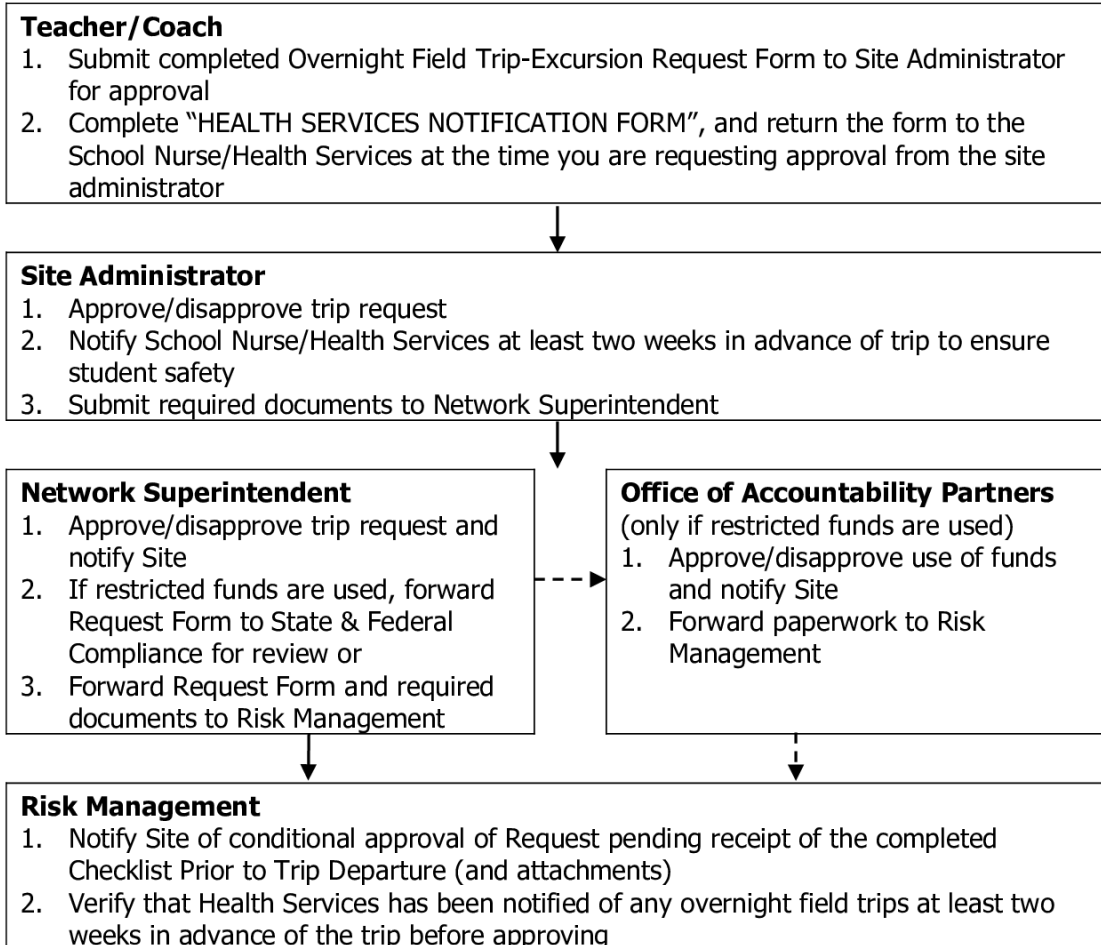 Teacher/Coach
1. Submit completed Overnight Field Trip-Excursion Request Form to Site Administrator
for approval
2. Complete “HEALTH SERVICES NOTIFICATION FORM”, and return the form to the
School Nurse/Health Services at the time you are requesting approval from the site
administrator
Site Administrator
1. Approve/disapprove trip request
2. Notify School Nurse/Health Services at least two weeks in advance of trip to ensure
student safety
3. Submit required documents to Network Superintendent
Network Superintendent
1. Approve/disapprove trip request and
notify Site
2. If restricted funds are used, forward
Request Form to State & Federal
Compliance for review or
3. Forward Request Form and required
documents to Risk Management
Office of Accountability Partners
(only if restricted funds are used)
1. Approve/disapprove use of funds
and notify Site
2. Forward paperwork to Risk
Management
Risk Management
1. Notify Site of conditional approval of Request pending receipt of the completed
Checklist Prior to Trip Departure (and attachments)
2. Verify that Health Services has been notified of any overnight field trips at least two
weeks in advance of the trip before approving